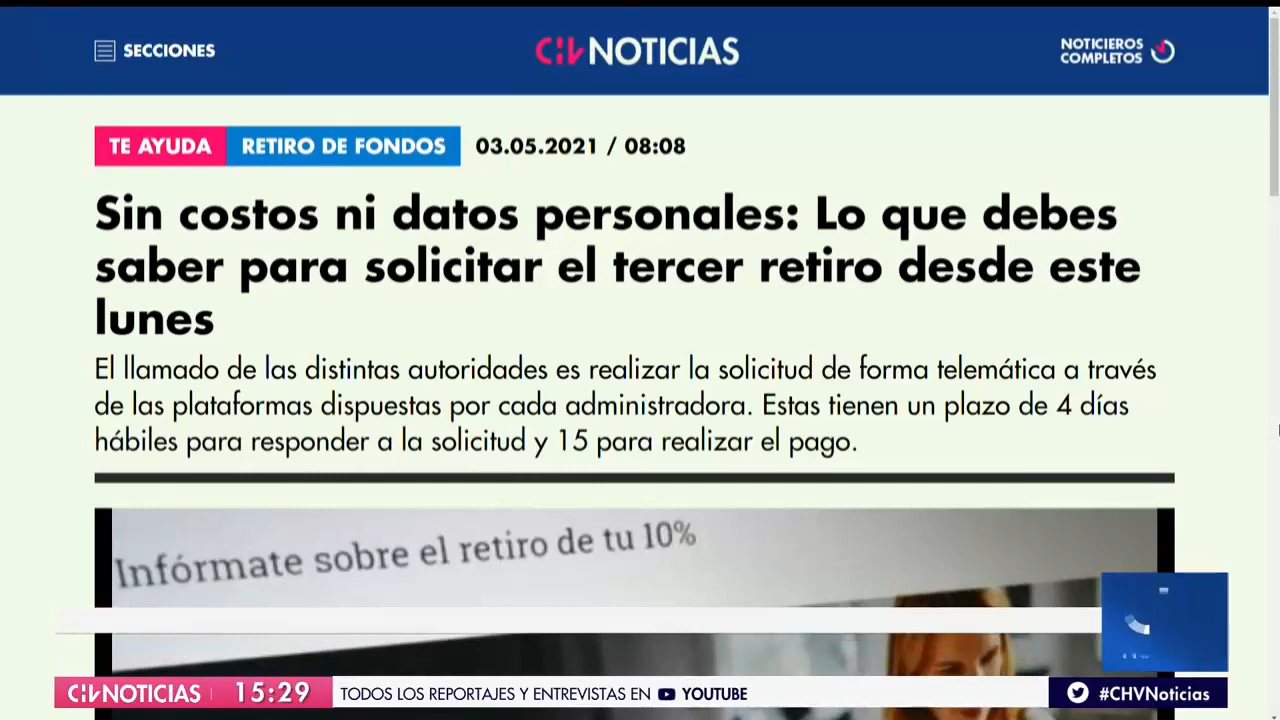 SECCIONES
CHV NOTICIAS
NOTICIEROS
COMPLETOS
TE AYUDA
RETIRO DE FONDOS
03.05.2021 / 08:08
Sin costos ni datos personales: Lo que debes
saber para solicitar el tercer retiro desde este
lunes
El llamado de las distintas autoridades es realizar la solicitud de forma telemática a través
de las plataformas dispuestas por cada administradora. Estas tienen un plazo de 4 días
hábiles para responder a la solicitud y 15 para realizar el pago.
Infórmate sobre el retiro de tu 10%
CHV NOTICIAS
15:29
TODOS LOS REPORTAJES Y ENTREVISTAS EN YOUTUBE
#CHVNoticias